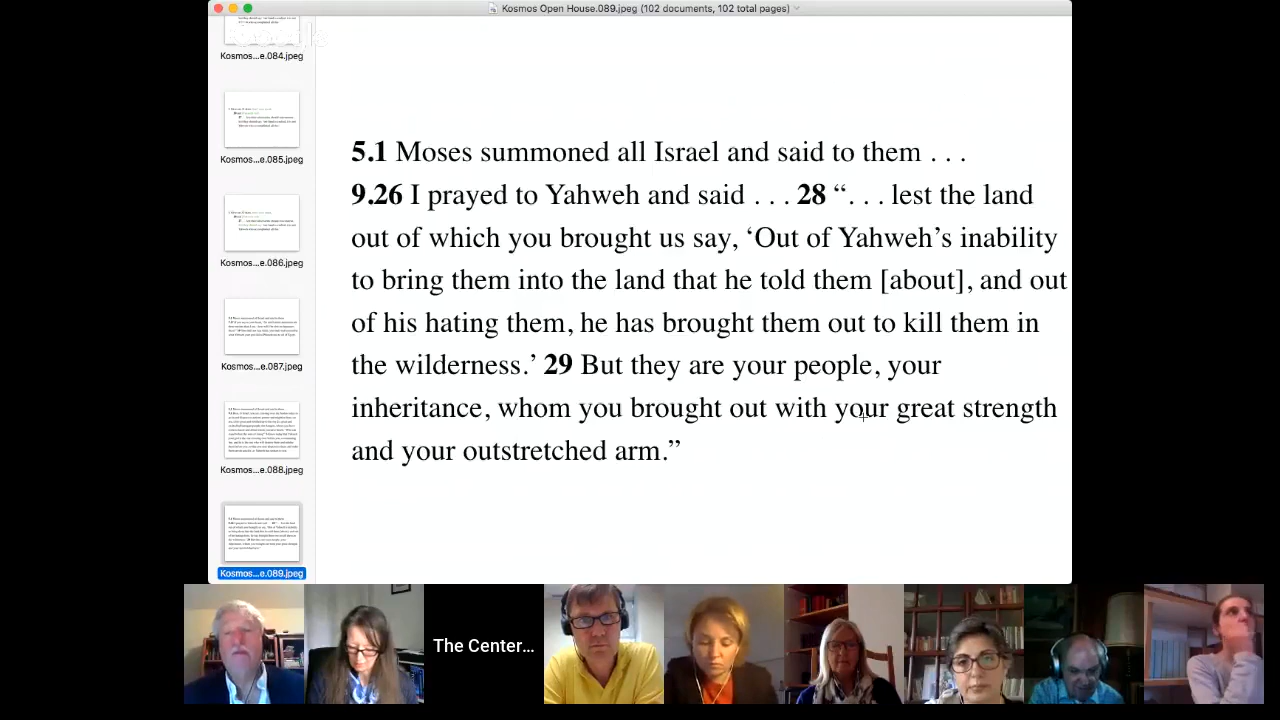 Kosmos Open House.089.jpeg (102 documents, 102 total pages)
Kosmos...e.084.jpeg
Kosmos...e.085.jpeg
Kosmos...e.086.jpeg
Kosmos...e.087.jpeg
Kosmos...e.088.jpeg
Kosmos...e.089.jpeg
5.1 Moses summoned all Israel and said to them . . .
9.26 I prayed to Yahweh and said . . . 28 “. . . lest the land
out of which you brought us say, ‘Out of Yahweh’s inability
to bring them into the land that he told them [about], and out
of his hating them, he has brought them out to kill them in
the wilderness.’ 29 But they are your people, your
inheritance, whom you brought out with your great strength
and your outstretched arm.”
The Center...